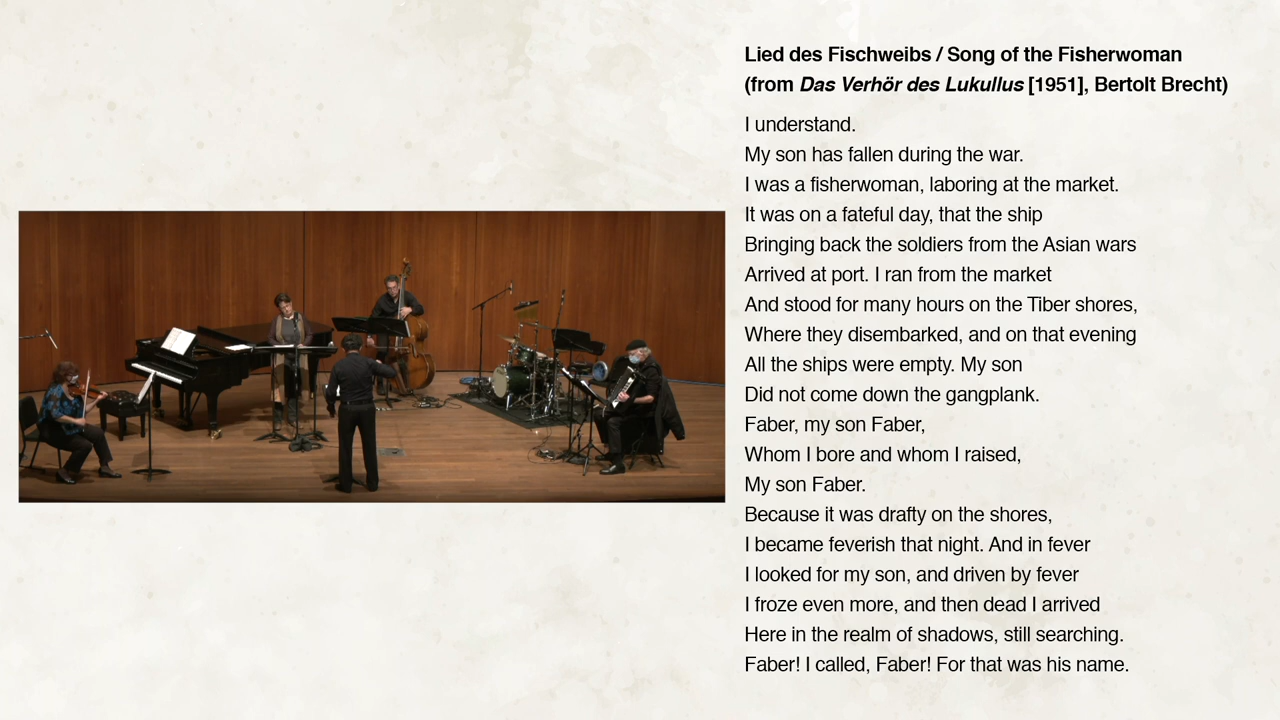 Lied des Fischweibs / Song of the Fisherwoman
(from Das Verhör des Lukullus [1951], Bertolt Brecht)
I understand.
My son has fallen during the war.
I was a fisherwoman, laboring at the market.
It was on a fateful day, that the ship
Bringing back the soldiers from the Asian wars
Arrived at port. I ran from the market
And stood for many hours on the Tiber shores,
Where they disembarked, and on that evening
All the ships were empty. My son
Did not come down the gangplank.
Faber, my son Faber,
Whom I bore and whom I raised,
My son Faber.
Because it was drafty on the shores,
I became feverish that night. And in fever
I looked for my son, and driven by fever
I froze even more, and then dead I arrived
Here in the realm of shadows, still searching.
Faber! I called, Faber! For that was his name.